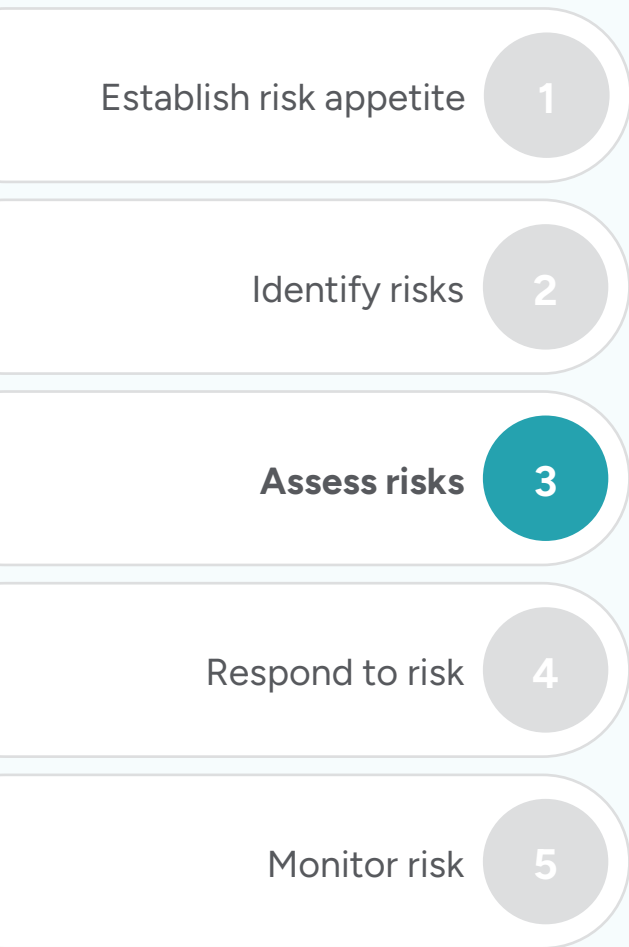 Establish risk appetite 1
Identify risks 2
Assess risks 3
Respond to risk 4
Monitor risk 5